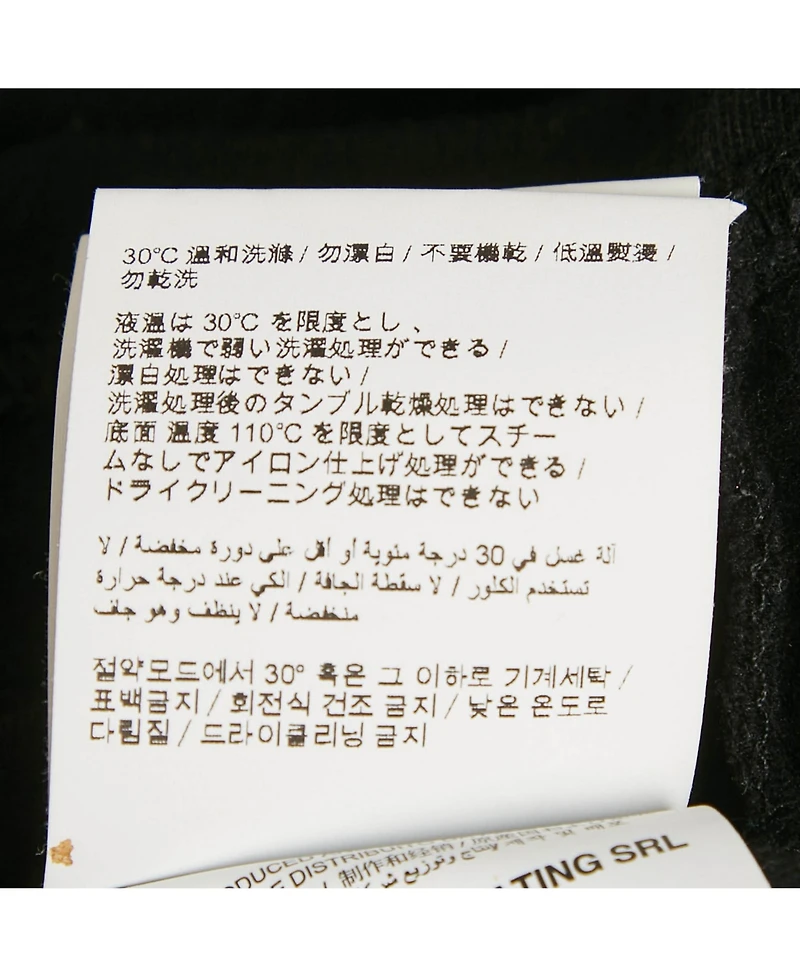 30℃ 溫和洗滌 / 勿漂白 / 不要機乾 / 低溫熨燙 /
勿乾洗
液温は 30℃ を限度とし 、
洗濯機で弱い洗濯処理ができる /
漂白処理はできない /
洗濯処理後のタンブル乾燥処理はできない /
底面 温度 110℃ を限度としてスチー
ムなしでアイロン仕上げ処理ができる /
ドライクリーニング処理はできない
آلة غسل في 30 درجة مئوية أو أقل على دورة مخفضة / لا
تستخدم الكلور / لا سقطة الجافة / الكي عند درجة حرارة
منخفضة / لا ينظف وهو جاف
절약모드에서 30° 혹은 그 이하로 기계세탁 /
표백금지 / 회전식 건조 금지 / 낮은 온도로
다림질 / 드라이클리닝 금지
DISTRIBUT
/ 制作和经销 /
ATING SRL